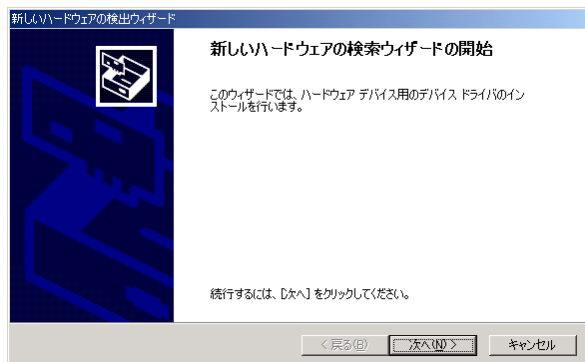 新しいハードウェアの検出ウィザード
新しいハードウェアの検索ウィザードの開始
このウィザードでは、ハードウェア デバイス用のデバイス ドライバのイン
ストールを行います。
続行するには、[次へ] をクリックしてください。
< 戻る(B)
次へ(N) >
キャンセル